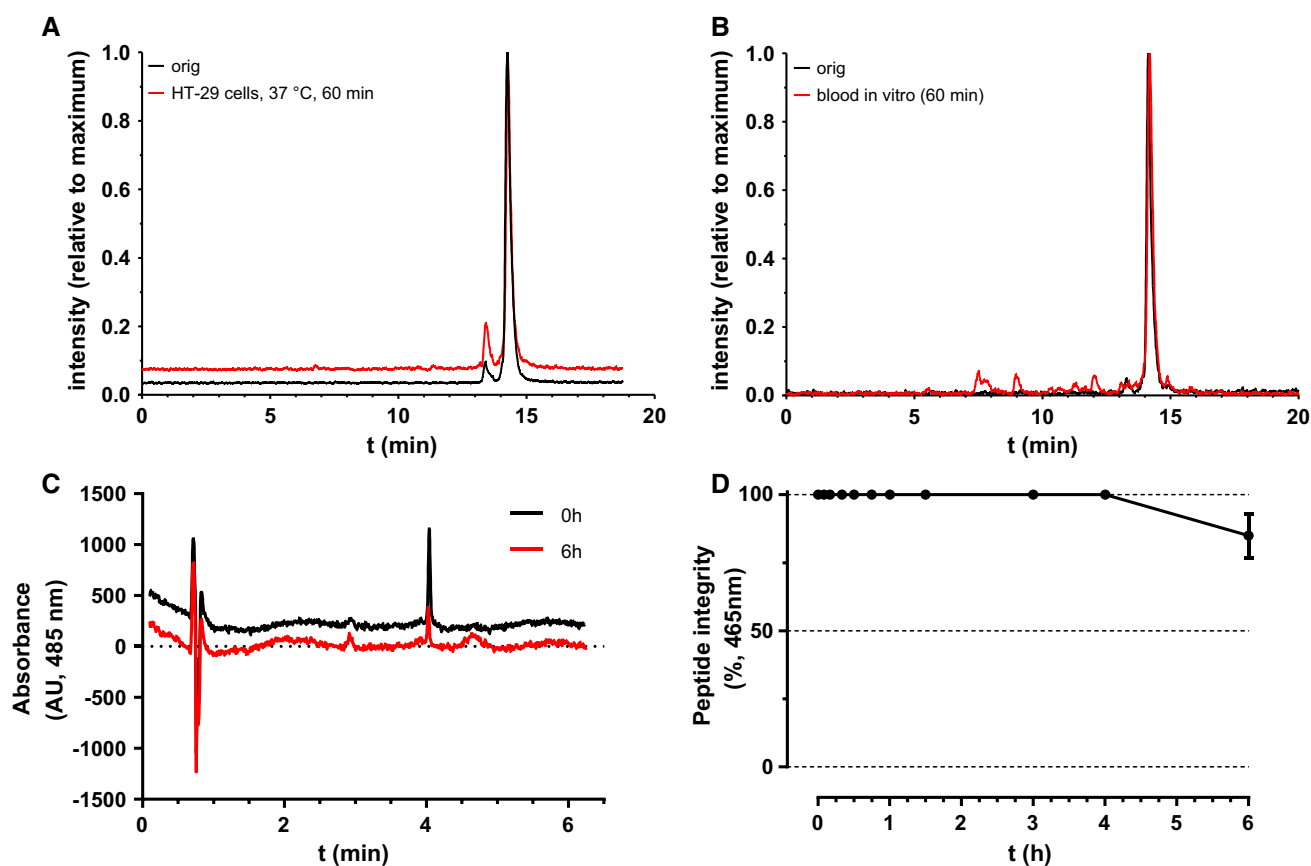 A
intensity (relative to maximum)
1.0
0.8
0.6
0.4
0.2
0.0
orig
HT-29 cells, 37 °C, 60 min
0 5 10 15 20
t (min)
B
intensity (relative to maximum)
1.0
0.8
0.6
0.4
0.2
0.0
orig
blood in vitro (60 min)
0 5 10 15 20
t (min)
C
Absorbance
(AU, 485 nm)
1500
1000
500
0
-500
-1000
-1500
0h
6h
0 2 4 6
t (min)
D
Peptide integrity
(%, 465nm)
100
50
0
0 1 2 3 4 5 6
t (h)